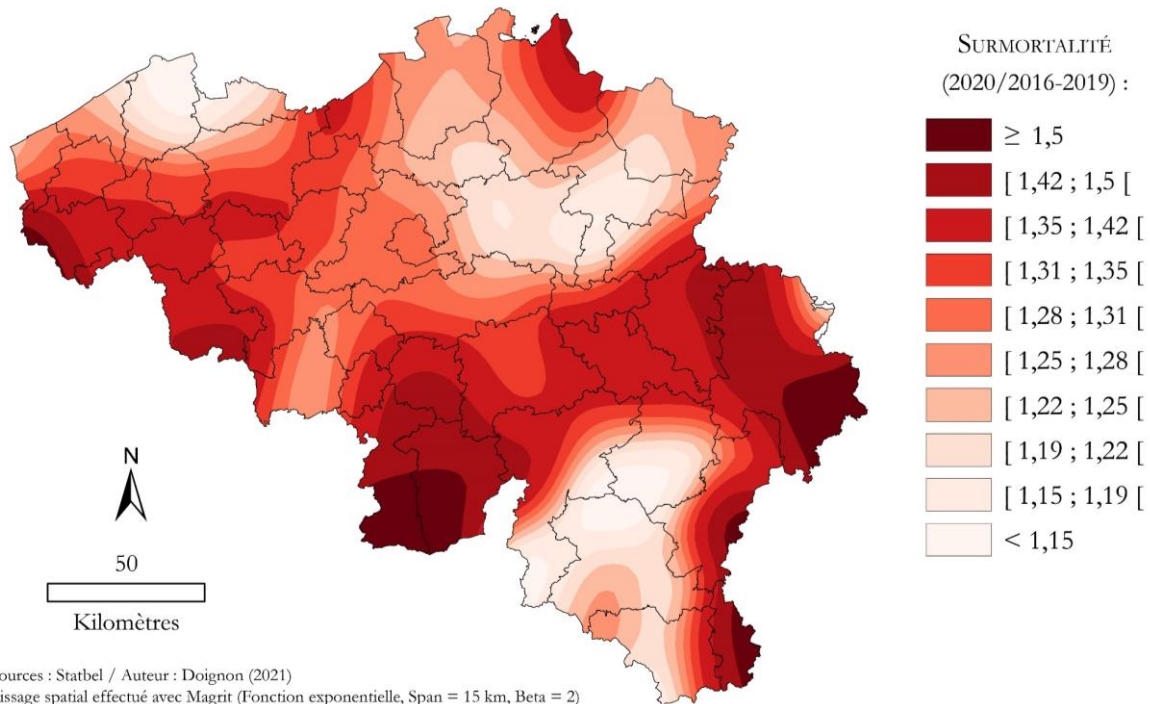 SURMORTALITÉ
(2020/2016-2019) :
≥ 1,5
[ 1,42 ; 1,5 [
[ 1,35 ; 1,42 [
[ 1,31 ; 1,35 [
[ 1,28 ; 1,31 [
[ 1,25 ; 1,28 [
[ 1,22 ; 1,25 [
[ 1,19 ; 1,22 [
[ 1,15 ; 1,19 [
< 1,15
N
50
Kilomètres
ources : Statbel / Auteur : Doignon (2021)
issage spatial effectué avec Magrit (Fonction exponentielle, Span = 15 km, Beta = 2)